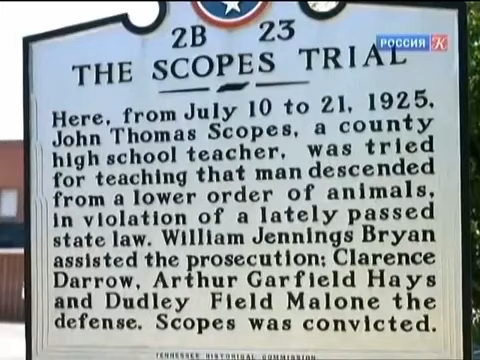 2B 23
РОССИЯ К
THE SCOPES TRIAL
Here, from July 10 to 21, 1925,
John Thomas Scopes, a county
high school teacher, was tried
for teaching that man descended
from a lower order of animals,
in violation of a lately passed
state law. William Jennings Bryan
assisted the prosecution; Clarence
Darrow, Arthur Garfield Hays
and Dudley Field Malone the
defense. Scopes was convicted.
TENNESSEE HISTORICAL COMMISSION